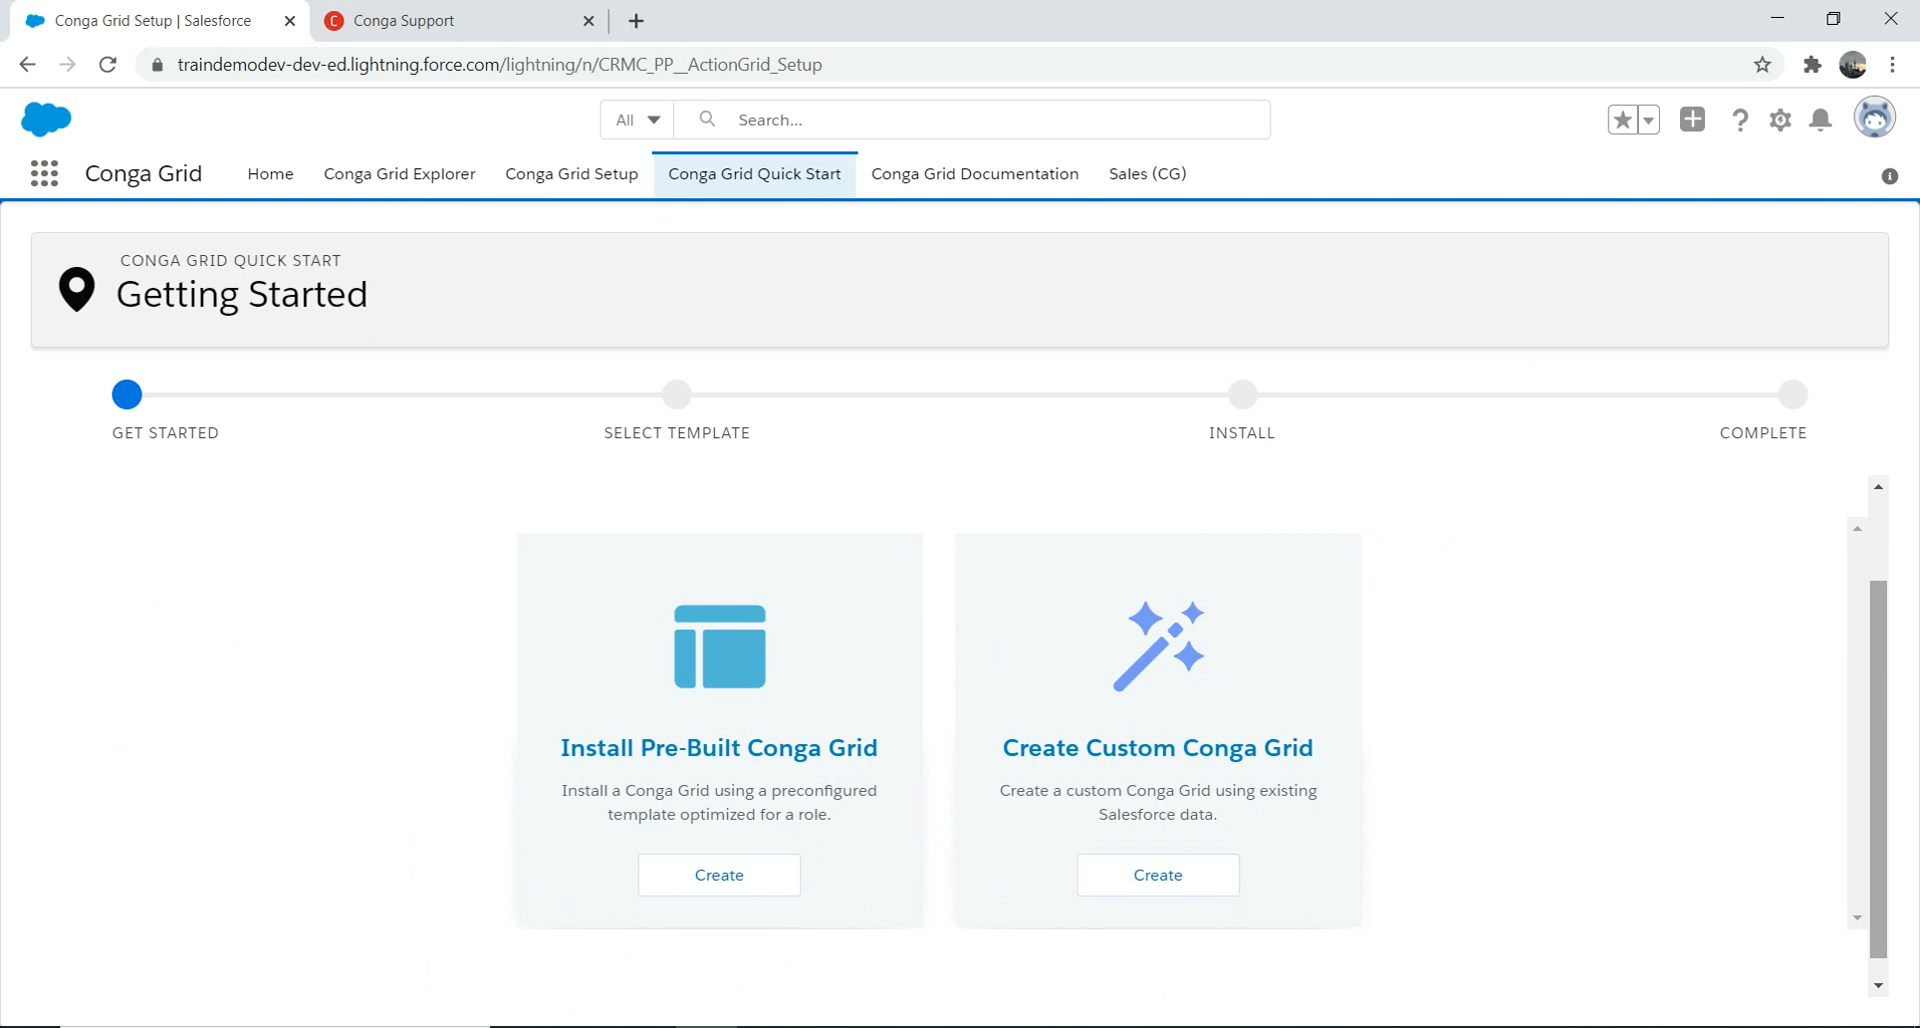 Conga Grid Setup | Salesforce
C
Conga Support
traindemodev-dev-ed.lightning.force.com/lightning/n/CRMC_PP__ActionGrid_Setup
All
Search...
Conga Grid
Home
Conga Grid Explorer
Conga Grid Setup
Conga Grid Quick Start
Conga Grid Documentation
Sales (CG)
CONGA GRID QUICK START
Getting Started
GET STARTED
SELECT TEMPLATE
INSTALL
COMPLETE
Install Pre-Built Conga Grid
Install a Conga Grid using a preconfigured
template optimized for a role.
Create
Create Custom Conga Grid
Create a custom Conga Grid using existing
Salesforce data.
Create